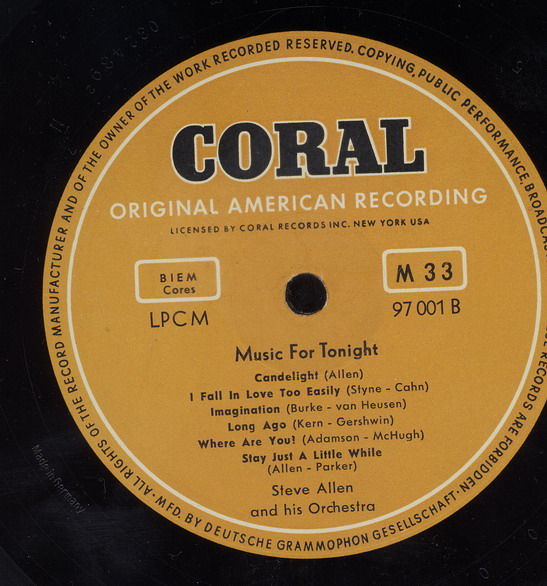 CORAL
ORIGINAL AMERICAN RECORDING
LICENSED BY CORAL RECORDS INC. NEW YORK USA
BIEM
Cores
LPCM
M 33
97 001 B
Music For Tonight
Candelight (Allen)
I Fall In Love Too Easily (Styne - Cahn)
Imagination (Burke - van Heusen)
Long Ago (Kern - Gershwin)
Where Are You! (Adamson - McHugh)
Stay Just A Little While
(Allen - Parker)
Steve Allen
and his Orchestra
MFD. BY DEUTSCHE GRAMMOPHON GESELLSCHAFT · ALL RIGHTS OF THE RECORD MANUFACTURER AND OF THE OWNER OF THE WORK RECORDED RESERVED. COPYING, PUBLIC PERFORMANCE, BROADCAS
RECORDS ARE FORBIDDEN
Made in Germany